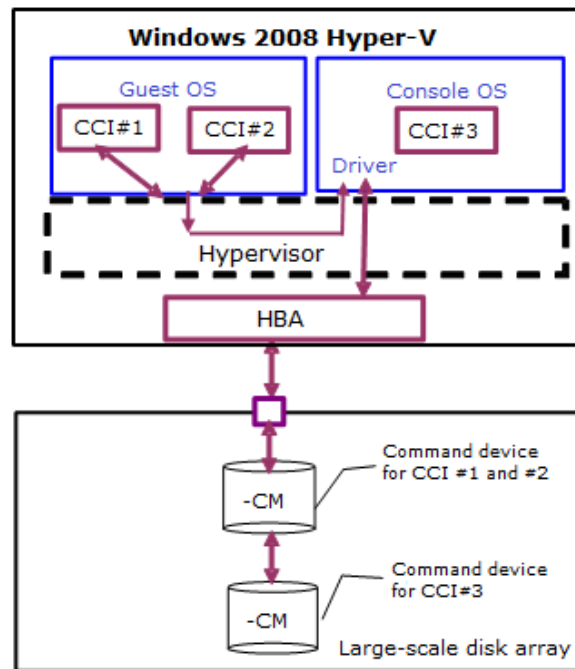 Windows 2008 Hyper-V
Guest OS
Console OS
CCI#1
CCI#2
CCI#3
Driver
Hypervisor
HBA
Command device
for CCI #1 and #2
-CM
Command device
for CCI#3
-CM
Large-scale disk array